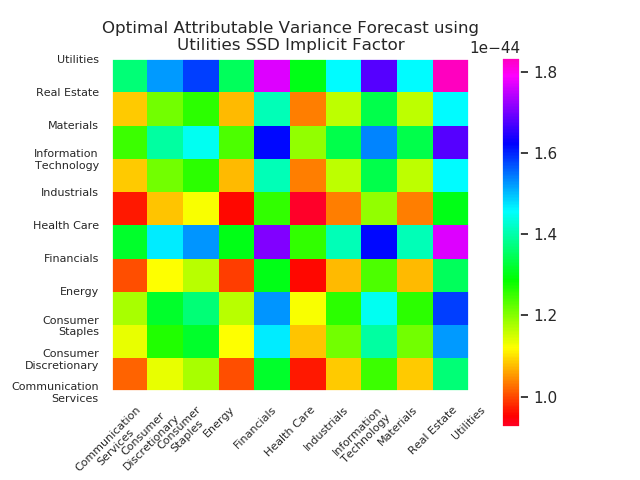 Optimal Attributable Variance Forecast using
Utilities SSD Implicit Factor
1e−44
Utilities
Real Estate
Materials
Information
Technology
Industrials
Health Care
Financials
Energy
Consumer
Staples
Consumer
Discretionary
Communication
Services
1.8
1.6
1.4
1.2
1.0
Communication
Services
Consumer
Discretionary
Consumer
Staples
Energy
Financials
Health Care
Industrials
Information
Technology
Materials
Real Estate
Utilities